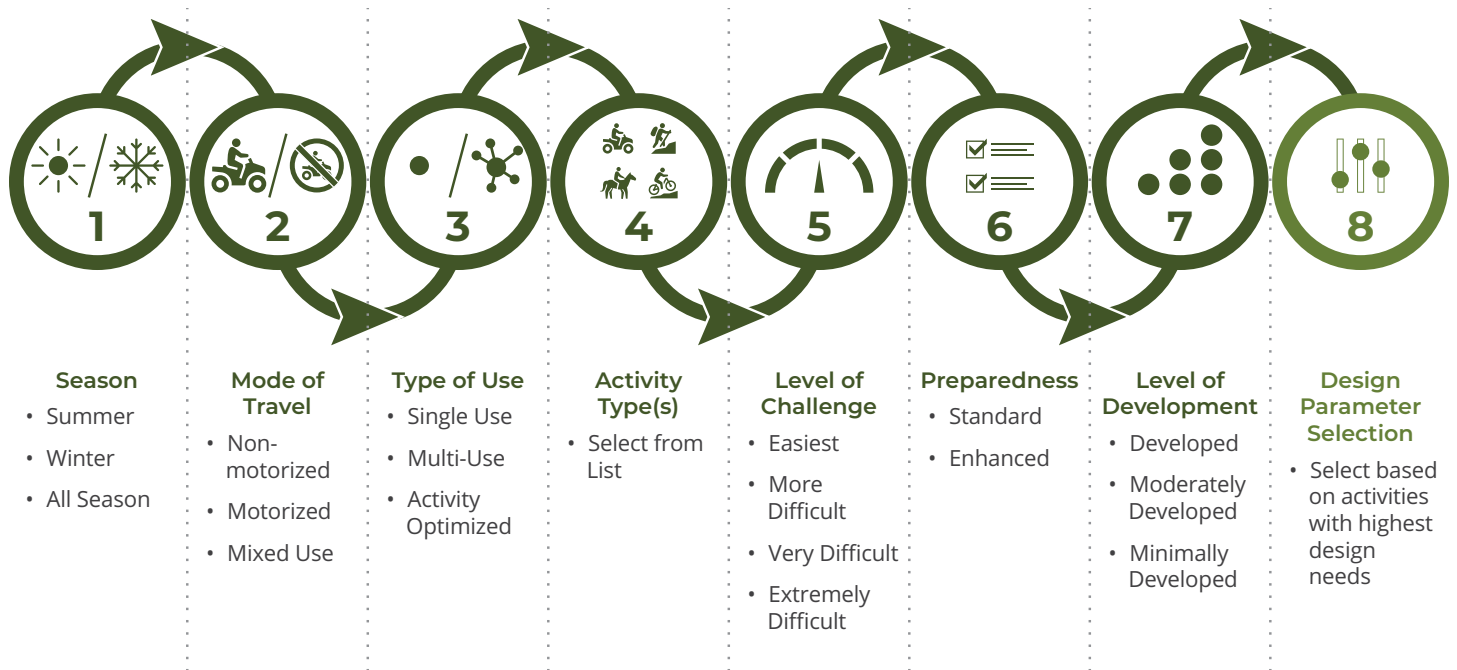 1
2
3
4
5
6
7
8
Season
• Summer
• Winter
• All Season
Mode of
Travel
• Non-
motorized
• Motorized
• Mixed Use
Type of Use
• Single Use
• Multi-Use
• Activity
Optimized
Activity
Type(s)
• Select from
List
Level of
Challenge
• Easiest
• More
Difficult
• Very Difficult
• Extremely
Difficult
Preparedness
• Standard
• Enhanced
Level of
Development
• Developed
• Moderately
Developed
• Minimally
Developed
Design
Parameter
Selection
• Select based
on activities
with highest
design
needs